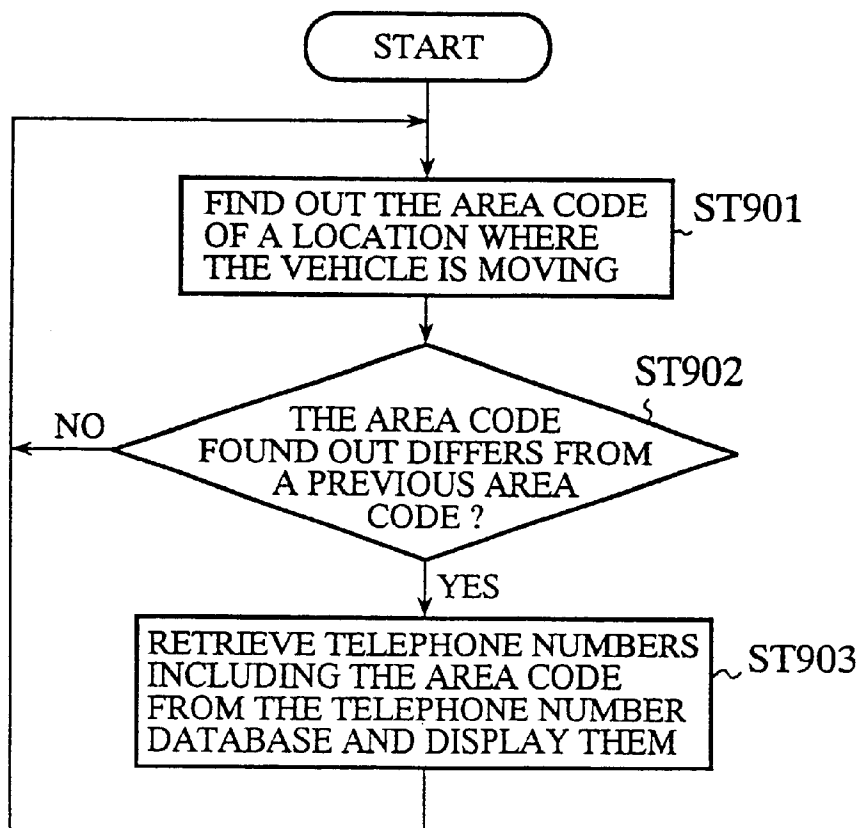 START
FIND OUT THE AREA CODE
OF A LOCATION WHERE
THE VEHICLE IS MOVING
ST901
ST902
THE AREA CODE
FOUND OUT DIFFERS FROM
A PREVIOUS AREA
CODE ?
NO
YES
RETRIEVE TELEPHONE NUMBERS
INCLUDING THE AREA CODE
FROM THE TELEPHONE NUMBER
DATABASE AND DISPLAY THEM
ST903